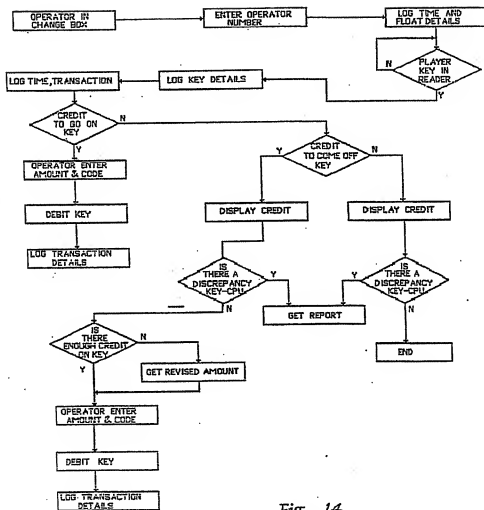 OPERATOR IN
CHANGE BOX
ENTER OPERATOR
NUMBER
LOG TIME AND
FLOAT DETAILS
N
PLAYER
KEY IN
READER
Y
LOG KEY DETAILS
LOG TIME,TRANSACTION
CREDIT
TO GO ON
KEY
N
Y
OPERATOR ENTER
AMOUNT & CODE
DEBIT KEY
LOG TRANSACTION
DETAILS
CREDIT
TO COME OFF
KEY
Y
N
DISPLAY CREDIT
DISPLAY CREDIT
IS
THERE A
DISCREPANCY
KEY-CPU
Y
N
IS
THERE A
DISCREPANCY
KEY-CPU
Y
N
GET REPORT
END
IS
THERE
ENOUGH CREDIT
ON KEY
N
Y
GET REVISED AMOUNT
OPERATOR ENTER
AMOUNT & CODE
DEBIT KEY
LOG TRANSACTION
DETAILS
Fig. 14